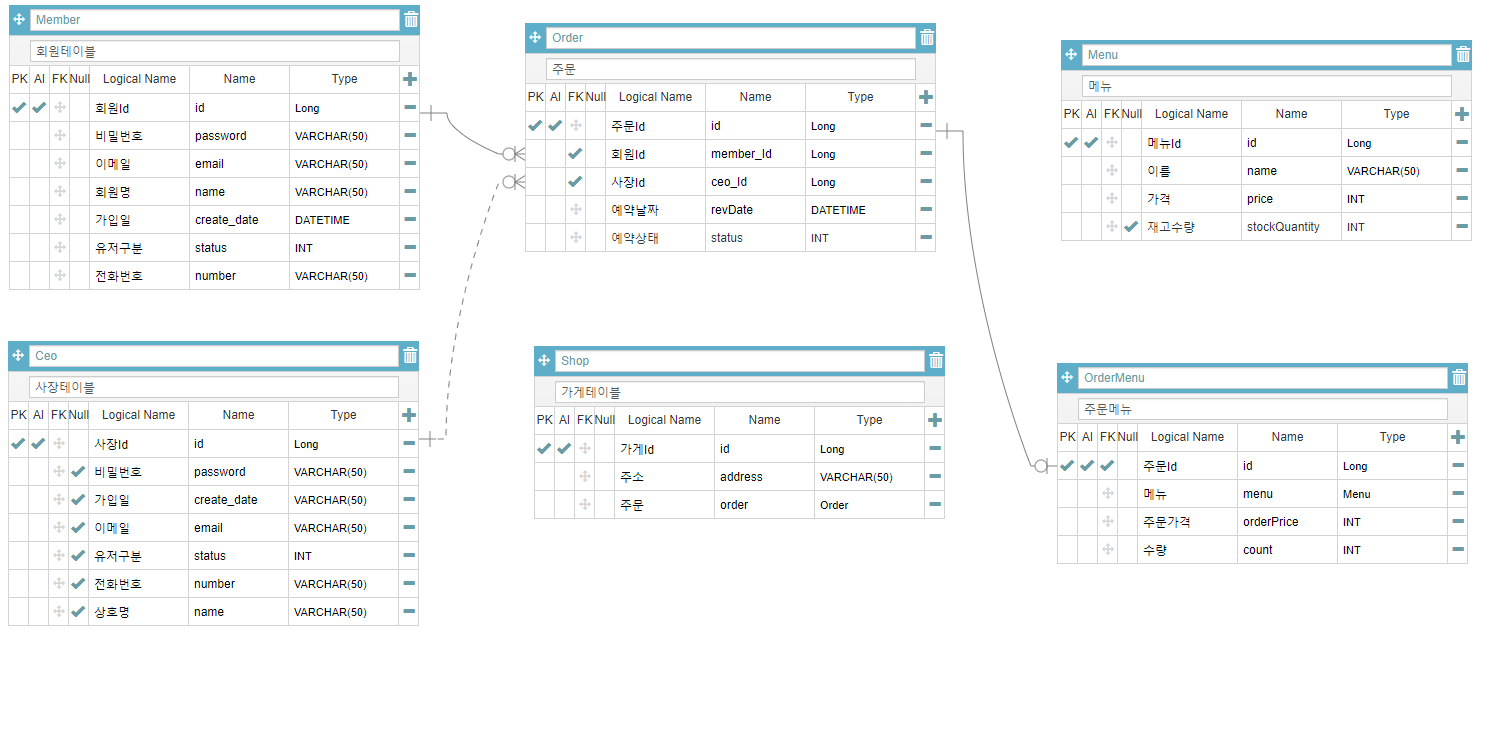 Member
회원테이블
PK AI FK Null Logical Name Name Type
회원Id id Long
비밀번호 password VARCHAR(50)
이메일 email VARCHAR(50)
회원명 name VARCHAR(50)
가입일 create_date DATETIME
유저구분 status INT
전화번호 number VARCHAR(50)
Order
주문
PK AI FK Null Logical Name Name Type
주문Id id Long
회원Id member_Id Long
사장Id ceo_Id Long
예약날짜 revDate DATETIME
예약상태 status INT
Menu
메뉴
PK AI FK Null Logical Name Name Type
메뉴Id id Long
이름 name VARCHAR(50)
가격 price INT
재고수량 stockQuantity INT
Ceo
사장테이블
PK AI FK Null Logical Name Name Type
사장Id id Long
비밀번호 password VARCHAR(50)
가입일 create_date VARCHAR(50)
이메일 email VARCHAR(50)
유저구분 status INT
전화번호 number VARCHAR(50)
상호명 name VARCHAR(50)
Shop
가게테이블
PK AI FK Null Logical Name Name Type
가게Id id Long
주소 address VARCHAR(50)
주문 order Order
OrderMenu
주문메뉴
PK AI FK Null Logical Name Name Type
주문Id id Long
메뉴 menu Menu
주문가격 orderPrice INT
수량 count INT